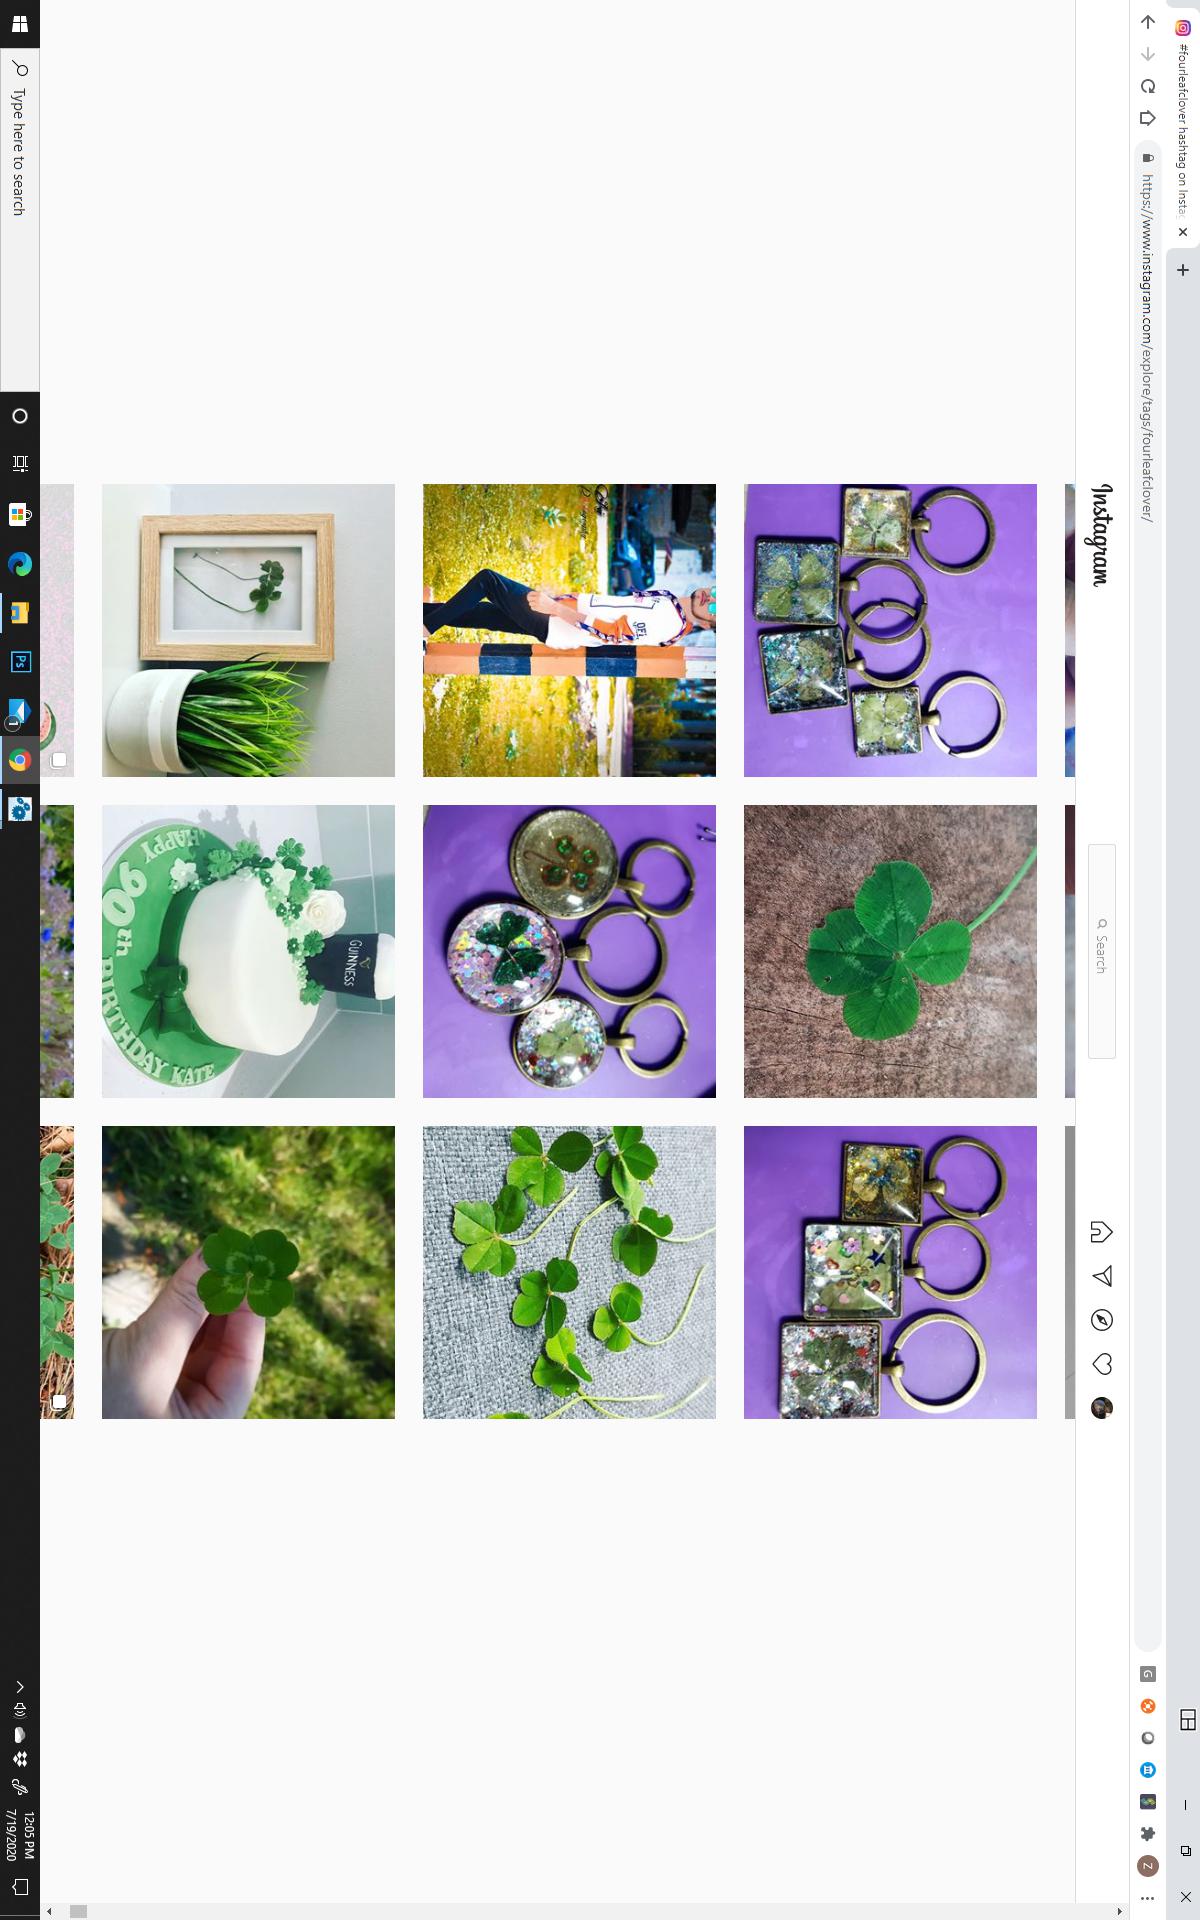 #fourleafclover hashtag on Insta
https://www.instagram.com/explore/tags/fourleafclover/
Instagram
Search
GUINNESS
HAPPY
90th
BIRTHDAY KATE
Type here to search
1
12:05 PM
7/19/2020